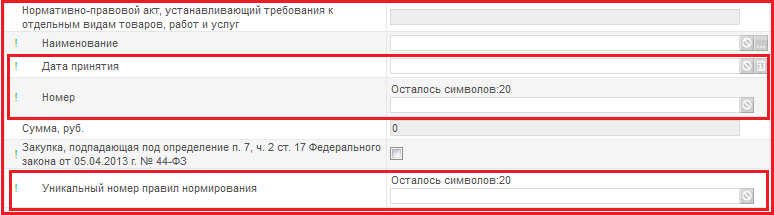 Нормативно-правовой акт, устанавливающий требования к
отдельным видам товаров, работ и услуг
! Наименование ...
! Дата принятия 1
! Номер Осталось символов:20
Сумма, руб. 0
! Закупка, подпадающая под определение п. 7, ч. 2 ст. 17 Федерального
закона от 05.04.2013 г. № 44-ФЗ
! Уникальный номер правил нормирования Осталось символов:20